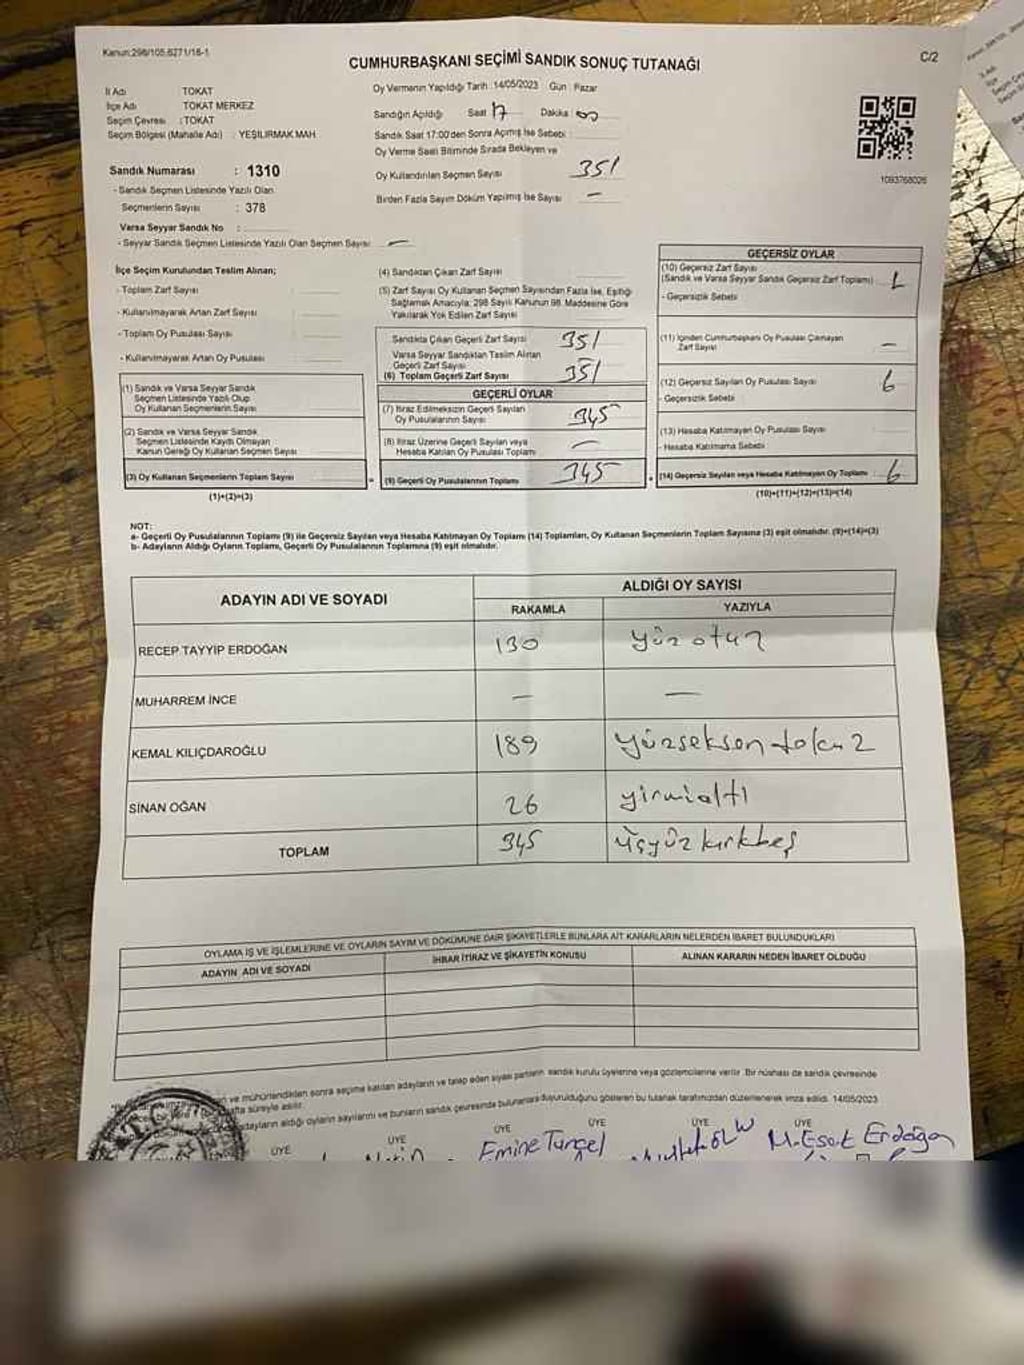 Kanun:298/105,6271/16-1
C/2
CUMHURBAŞKANI SEÇİMİ SANDIK SONUÇ TUTANAĞI
İl Adı TOKAT
İlçe Adı TOKAT MERKEZ
Seçim Çevresi : TOKAT
Seçim Bölgesi (Mahalle Adı) : YEŞİLIRMAK MAH.
Oy Vermenin Yapıldığı Tarih : 14/05/2023 Gün : Pazar
Sandığın Açıldığı Saat 17 Dakika 00
Sandık Saat 17:00'den Sonra Açımış İse Sebebi
Oy Verme Saati Bitiminde Sırada Bekleyen ve
Oy Kullandırılan Seçmen Sayısı 351
Birden Fazla Sayım Döküm Yapılmış İse Sayısı —
1093768026
Sandık Numarası : 1310
- Sandık Seçmen Listesinde Yazılı Olan
Seçmenlerin Sayısı : 378
Varsa Seyyar Sandık No :
- Seyyar Sandık Seçmen Listesinde Yazılı Olan Seçmen Sayısı —
İlçe Seçim Kurulundan Teslim Alınan;
- Toplam Zarf Sayısı
- Kullanılmayarak Artan Zarf Sayısı
- Toplam Oy Pusulası Sayısı
- Kullanılmayarak Artan Oy Pusulası
(1) Sandık ve Varsa Seyyar Sandık
Seçmen Listesinde Yazılı Olup
Oy Kullanan Seçmenlerin Sayısı
(2) Sandık ve Varsa Seyyar Sandık
Seçmen Listesinde Kaydı Olmayan
Kanun Gereği Oy Kullanan Seçmen Sayısı
(3) Oy Kullanan Seçmenlerin Toplam Sayısı
(1)+(2)=(3)
(4) Sandıktan Çıkan Zarf Sayısı
(5) Zarf Sayısı Oy Kullanan Seçmen Sayısından Fazla İse, Eşitliği
Sağlamak Amacıyla; 298 Sayılı Kanunun 98. Maddesine Göre
Yakılarak Yok Edilen Zarf Sayısı
Sandıkta Çıkan Geçerli Zarf Sayısı 351
Varsa Seyyar Sandıktan Teslim Alınan
Geçerli Zarf Sayısı
(6) Toplam Geçerli Zarf Sayısı 351
GEÇERLİ OYLAR
(7) İtiraz Edilmeksizin Geçerli Sayılan
Oy Pusulalarının Sayısı 345
(8) İtiraz Üzerine Geçerli Sayılan veya
Hesaba Katılan Oy Pusulası Toplamı —
(9) Geçerli Oy Pusulalarının Toplamı 345
GEÇERSİZ OYLAR
(10) Geçersiz Zarf Sayısı
(Sandık ve Varsa Seyyar Sandık Geçersiz Zarf Toplamı)
- Geçersizlik Sebebi
(11) İçinden Cumhurbaşkanı Oy Pusulası Çıkmayan
Zarf Sayısı —
(12) Geçersiz Sayılan Oy Pusulası Sayısı 6
- Geçersizlik Sebebi
(13) Hesaba Katılmayan Oy Pusulası Sayısı
- Hesaba Katılmama Sebebi
(14) Geçersiz Sayılan veya Hesaba Katılmayan Oy Toplamı 6
(10)+(11)+(12)+(13)=(14)
NOT:
a- Geçerli Oy Pusulalarının Toplamı (9) ile Geçersiz Sayılan veya Hesaba Katılmayan Oy Toplamı (14) Toplamları, Oy Kullanan Seçmenlerin Toplam Sayısına (3) eşit olmalıdır. (9)+(14)=(3)
b- Adayların Aldığı Oyların Toplamı, Geçerli Oy Pusulalarının Toplamına (9) eşit olmalıdır.
ADAYIN ADI VE SOYADI
ALDIĞI OY SAYISI
RAKAMLA YAZIYLA
RECEP TAYYİP ERDOĞAN 130 yüz otuz
MUHARREM İNCE — —
KEMAL KILIÇDAROĞLU 189 yüzseksen dokuz
SİNAN OĞAN 26 yirmialtı
TOPLAM 345 üçyüz kırkbeş
OYLAMA İŞ VE İŞLEMLERİNE VE OYLARIN SAYIM VE DÖKÜMÜNE DAİR ŞİKAYETLERLE BUNLARA AİT KARARLARIN NELERDEN İBARET BULUNDUKLARI
ADAYIN ADI VE SOYADI İHBAR İTİRAZ VE ŞİKAYETİN KONUSU ALINAN KARARIN NEDEN İBARET OLDUĞU
ve mühürlendikten sonra seçime katılan adayların ve talep eden siyasi partilerin sandık kurulu üyelerine veya gözlemcilerine verilir. Bir nüshası da sandık çevresinde
hafta süreyle asılır.
adayların aldığı oyların sayılarını ve bunların sandık çevresinde bulunanlara duyurulduğunu gösteren bu tutanak tarafımızdan düzenlenerek imza edildi. 14/05/2023
ÜYE ÜYE ÜYE ÜYE ÜYE ÜYE
Emine Tunçel M.Esat Erdoğan